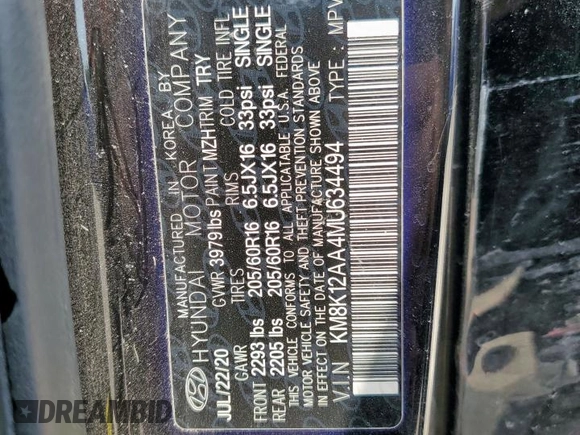 MANUFACTURED IN KOREA BY
HYUNDAI MOTOR COMPANY
JUL/22/20 GVWR 3979 lbs PAINT MZH TRIM TRY
GAWR TIRES RIMS COLD TIRE INFL
FRONT 2293 lbs 205/60R16 6.5JX16 33psi SINGLE
REAR 2205 lbs 205/60R16 6.5JX16 33psi SINGLE
THIS VEHICLE CONFORMS TO ALL APPLICABLE U.S.A. FEDERAL
MOTOR VEHICLE SAFETY AND THEFT PREVENTION STANDARDS
IN EFFECT ON THE DATE OF MANUFACTURE SHOWN ABOVE
V.I.N KM8K12AA4MU634494 TYPE : MPV
DREAMBID